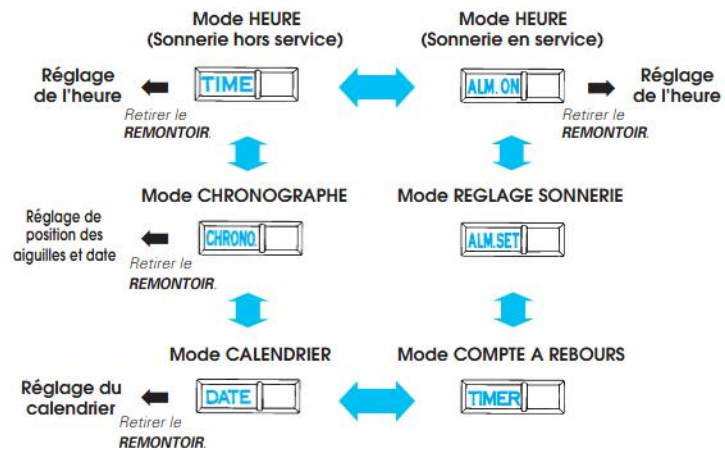 Mode HEURE
(Sonnerie hors service)
Mode HEURE
(Sonnerie en service)
Réglage
de l'heure
TIME
ALM. ON
Réglage
de l'heure
Retirer le
REMONTOIR.
Retirer le
REMONTOIR.
Mode CHRONOGRAPHE
Mode REGLAGE SONNERIE
Réglage de
position des
aiguilles et date
CHRONO.
ALM.SET
Retirer le
REMONTOIR.
Mode CALENDRIER
Mode COMPTE A REBOURS
Réglage du
calendrier
DATE
TIMER
Retirer le
REMONTOIR.